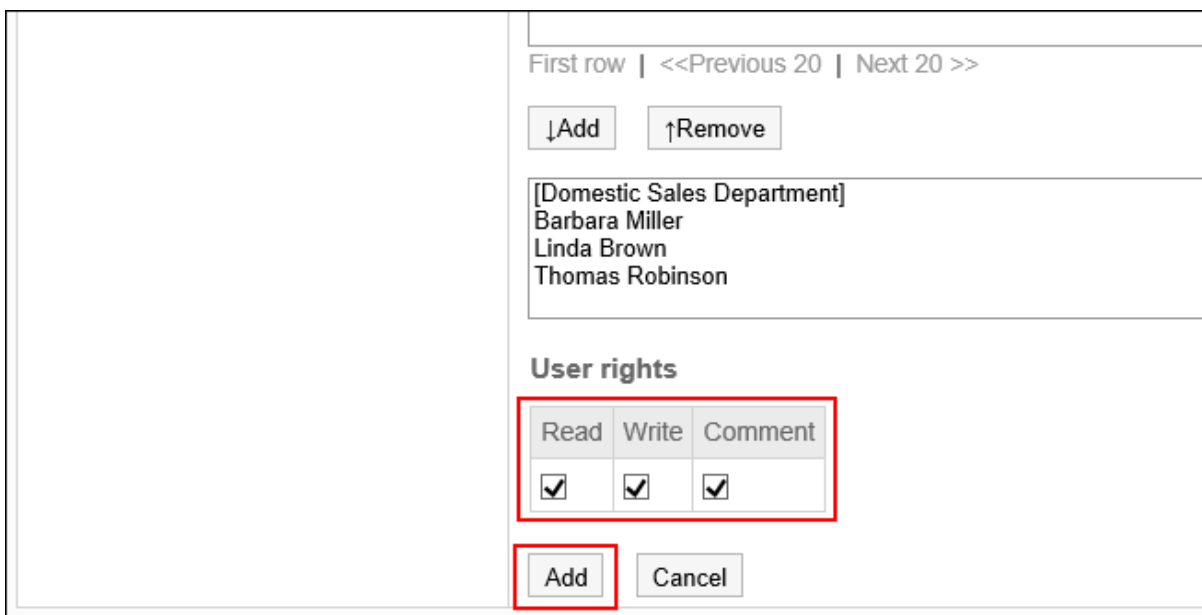 First row | <<Previous 20 | Next 20 >>
↓Add ↑Remove
[Domestic Sales Department]
Barbara Miller
Linda Brown
Thomas Robinson
User rights
Read Write Comment
Add Cancel